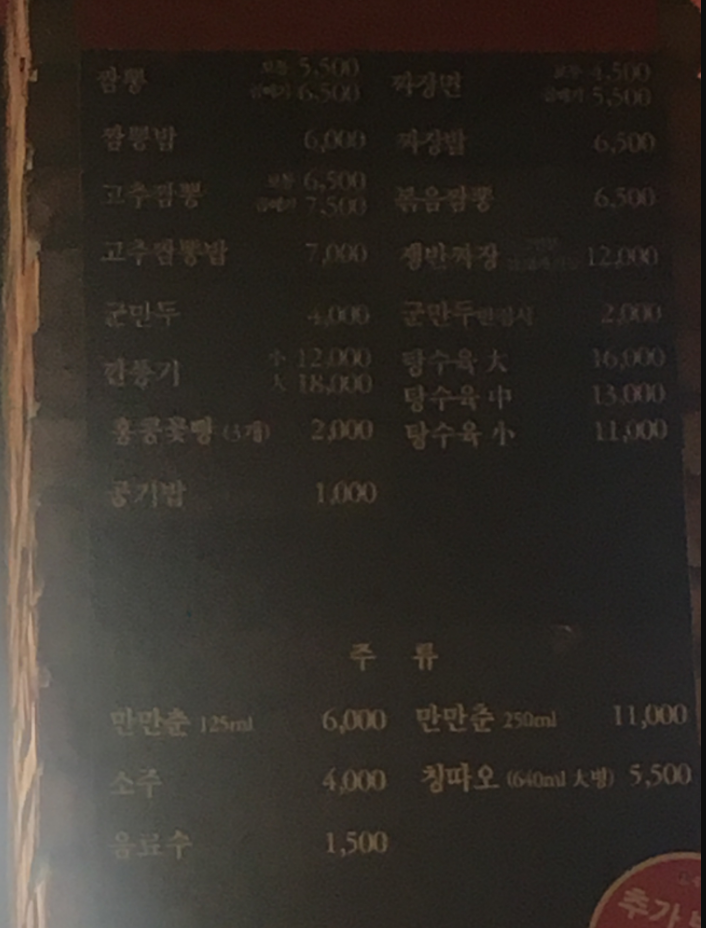 짬뽕 보통 5,500 짜장면 보통 4,500
곱빼기 6,500 곱빼기 5,500
짬뽕밥 6,000 짜장밥 6,500
고추짬뽕 보통 6,500 볶음짬뽕 6,500
곱빼기 7,500
고추짬뽕밥 7,000 쟁반짜장 12,000
군만두 4,000 군만두반접시 2,000
깐풍기 小 12,000 탕수육 大 16,000
大 18,000 탕수육 中 13,000
홍콩꽃빵 (3개) 2,000 탕수육 小 11,000
공기밥 1,000
주 류
만만춘 125ml 6,000 만만춘 250ml 11,000
소주 4,000 칭따오 (640ml 大병) 5,500
음료수 1,500
추가